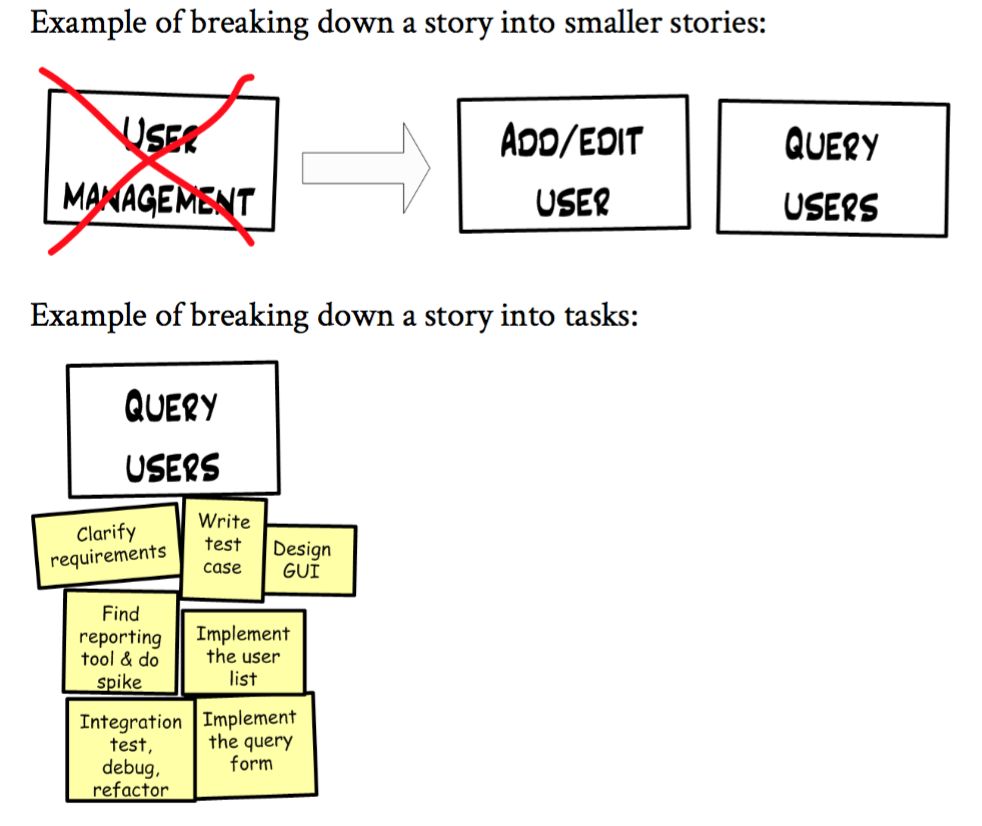 Example of breaking down a story into smaller stories:
USER
MANAGEMENT
ADD/EDIT
USER
QUERY
USERS
Example of breaking down a story into tasks:
QUERY
USERS
Clarify
requirements
Write
test
case
Design
GUI
Find
reporting
tool & do
spike
Implement
the user
list
Integration
test,
debug,
refactor
Implement
the query
form